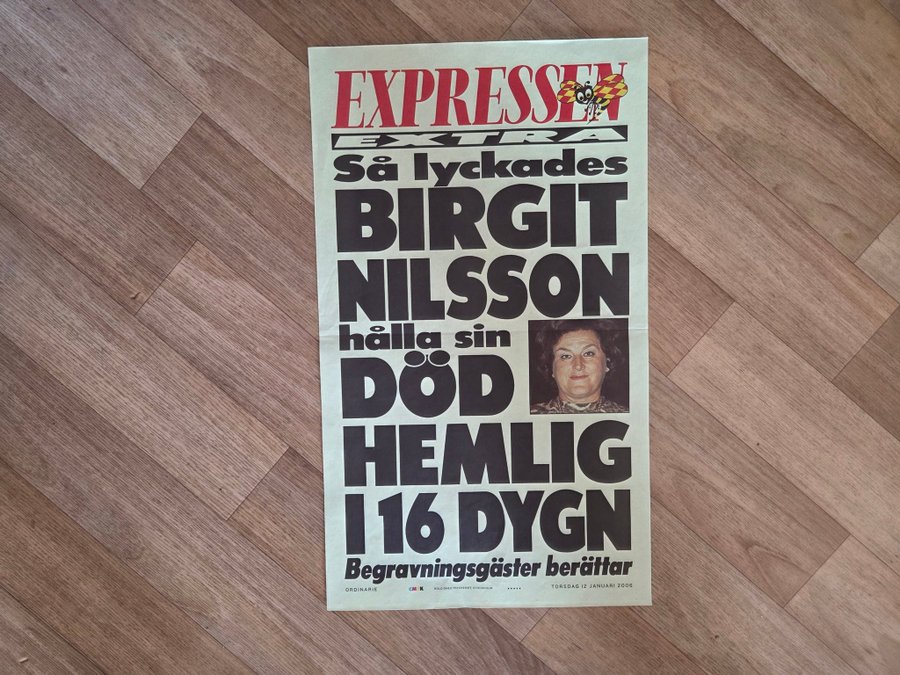 EXPRESSEN
EXTRA
Så lyckades
BIRGIT
NILSSON
hålla sin
DÖD
HEMLIG
I 16 DYGN
Begravningsgäster berättar
ORDINARIE
CMYK
TORSDAG 12 JANUARI 2006